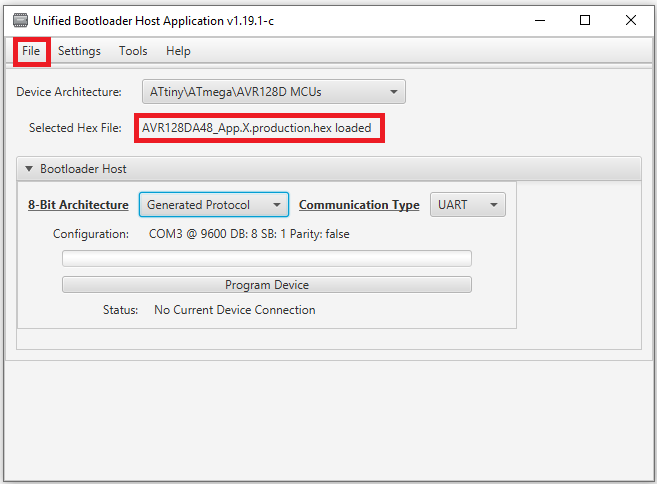 Unified Bootloader Host Application v1.19.1-c
File Settings Tools Help
Device Architecture: ATtiny\ATmega\AVR128D MCUs
Selected Hex File: AVR128DA48_App.X.production.hex loaded
Bootloader Host
8-Bit Architecture Generated Protocol Communication Type UART
Configuration: COM3 @ 9600 DB: 8 SB: 1 Parity: false
Program Device
Status: No Current Device Connection